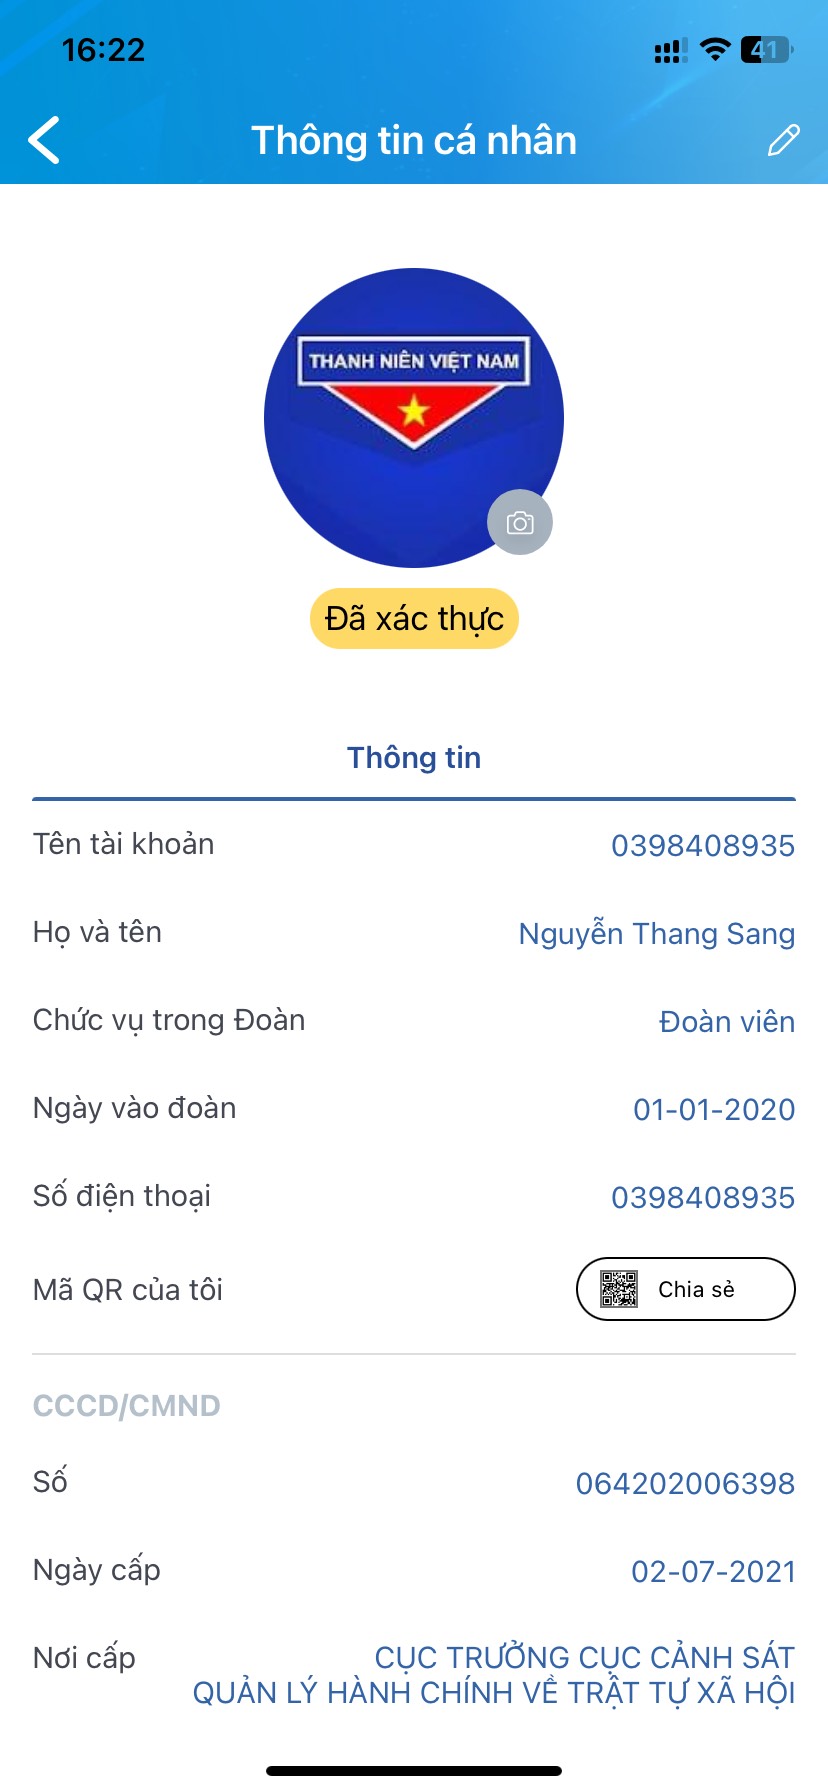 16:22
41
Thông tin cá nhân
THANH NIÊN VIỆT NAM
Đã xác thực
Thông tin
Tên tài khoản 0398408935
Họ và tên Nguyễn Thang Sang
Chức vụ trong Đoàn Đoàn viên
Ngày vào đoàn 01-01-2020
Số điện thoại 0398408935
Mã QR của tôi Chia sẻ
CCCD/CMND
Số 064202006398
Ngày cấp 02-07-2021
Nơi cấp CỤC TRƯỞNG CỤC CẢNH SÁT
QUẢN LÝ HÀNH CHÍNH VỀ TRẬT TỰ XÃ HỘI